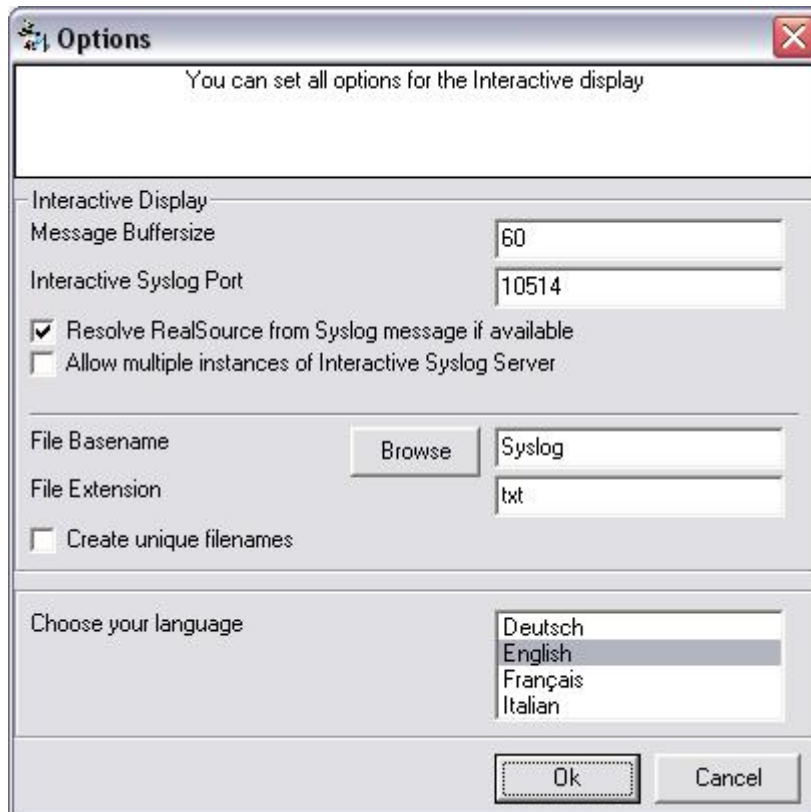 Options
You can set all options for the Interactive display
Interactive Display
Message Buffersize
60
Interactive Syslog Port
10514
Resolve RealSource from Syslog message if available
Allow multiple instances of Interactive Syslog Server
File Basename
Browse
Syslog
File Extension
txt
Create unique filenames
Choose your language
Deutsch
English
Français
Italian
Ok
Cancel